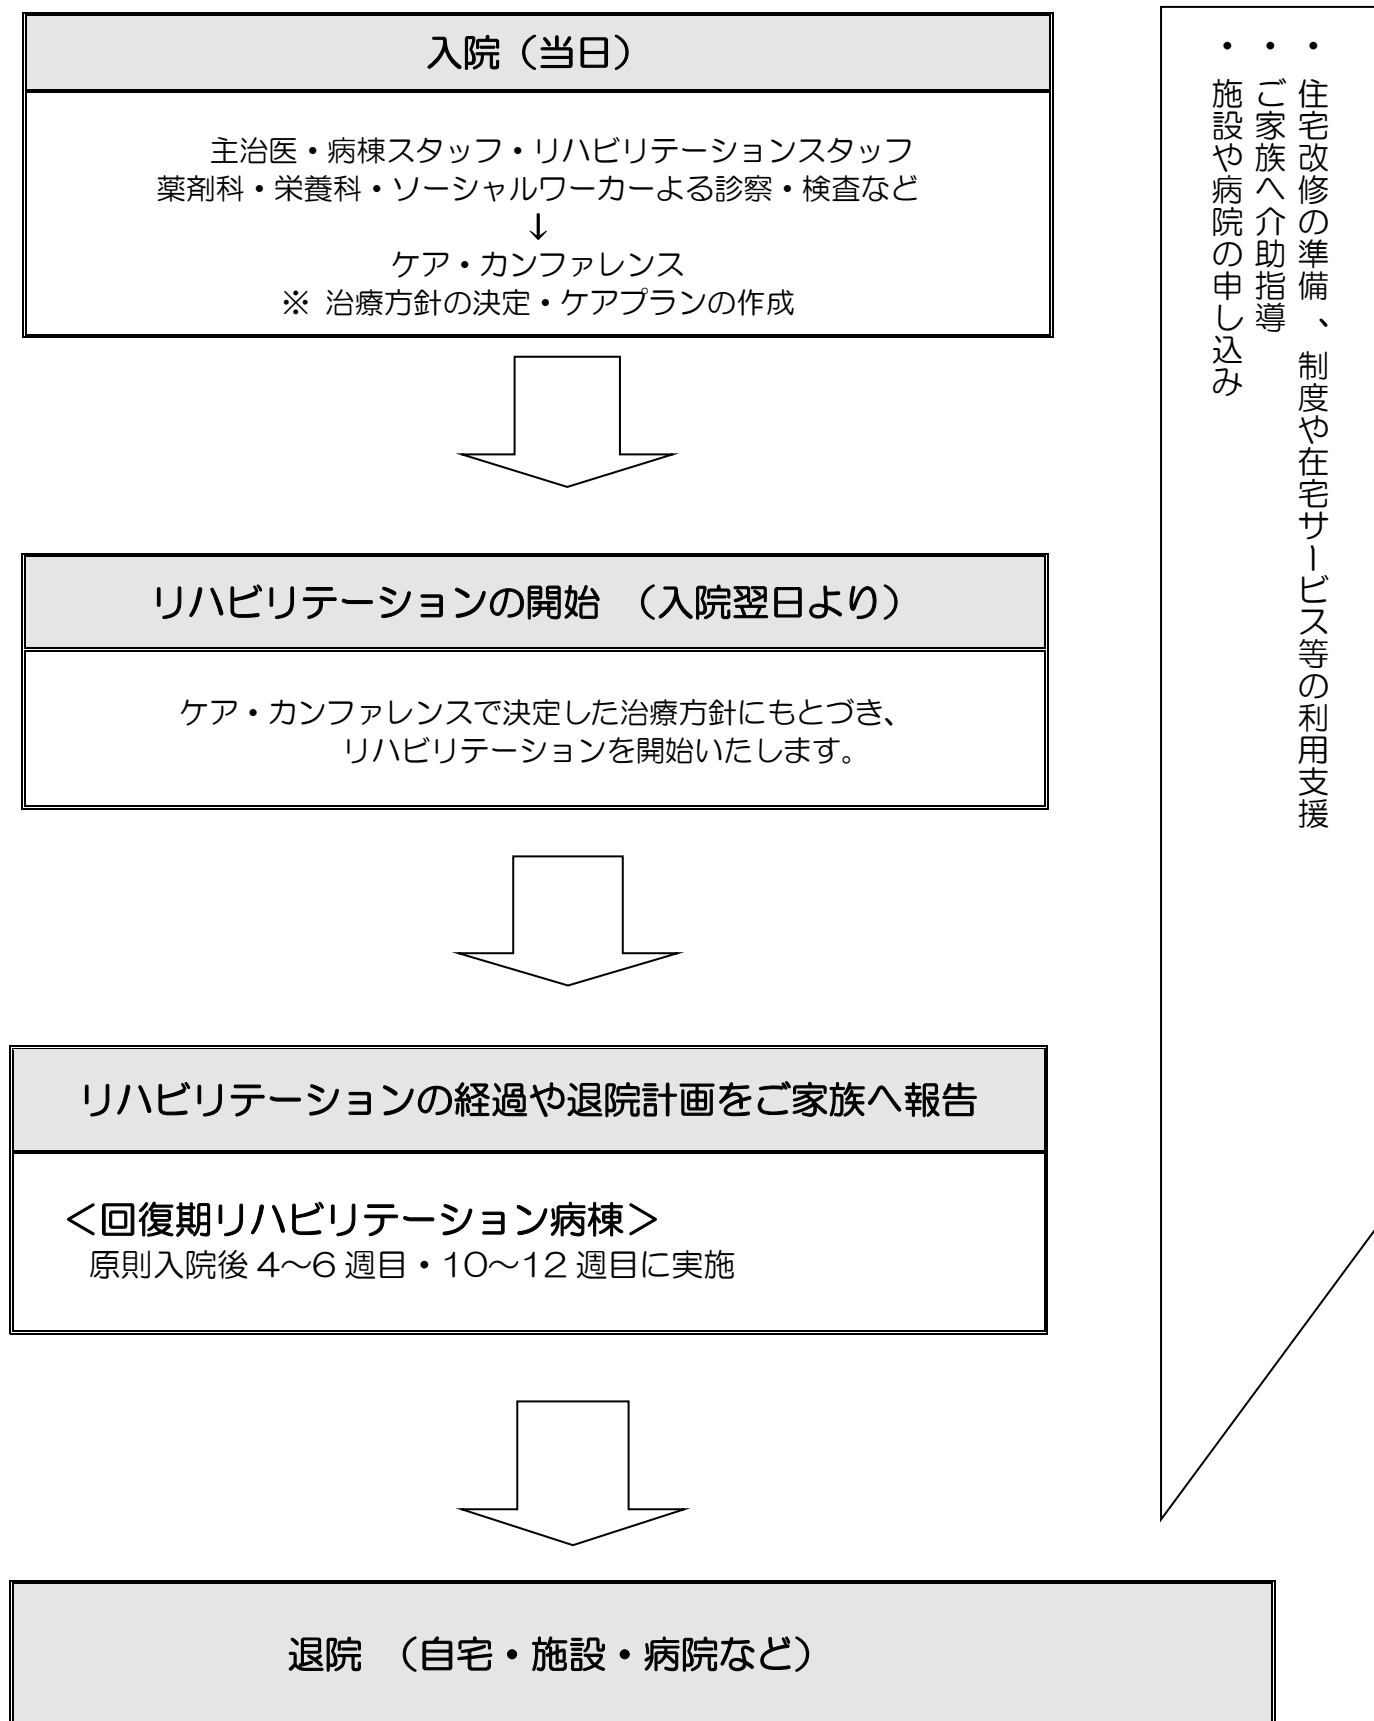 入院（当日）
主治医・病棟スタッフ・リハビリテーションスタッフ
薬剤科・栄養科・ソーシャルワーカーよる診察・検査など
↓
ケア・カンファレンス
※ 治療方針の決定・ケアプランの作成
リハビリテーションの開始　（入院翌日より）
ケア・カンファレンスで決定した治療方針にもとづき、
リハビリテーションを開始いたします。
リハビリテーションの経過や退院計画をご家族へ報告
＜回復期リハビリテーション病棟＞
原則入院後 4～6 週目・10～12 週目に実施
退院　（自宅・施設・病院など）
・住宅改修の準備、制度や在宅サービス等の利用支援
・ご家族へ介助指導
・施設や病院の申し込み